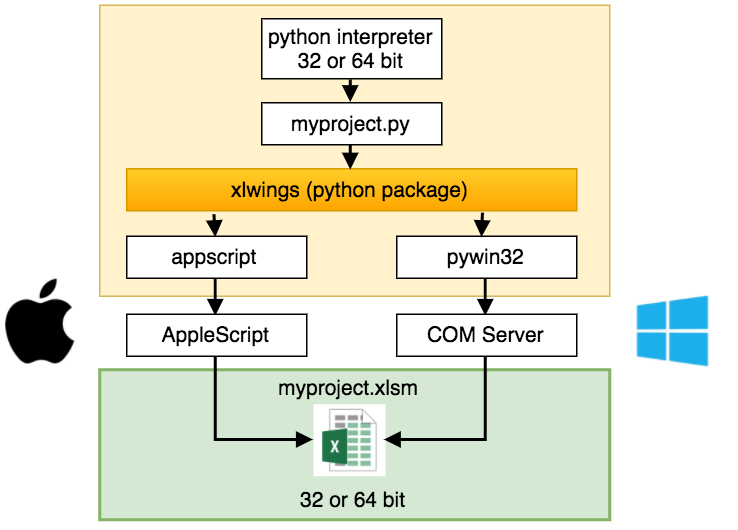 python interpreter
32 or 64 bit
myproject.py
xlwings (python package)
appscript
pywin32
AppleScript
COM Server
myproject.xlsm
X
32 or 64 bit